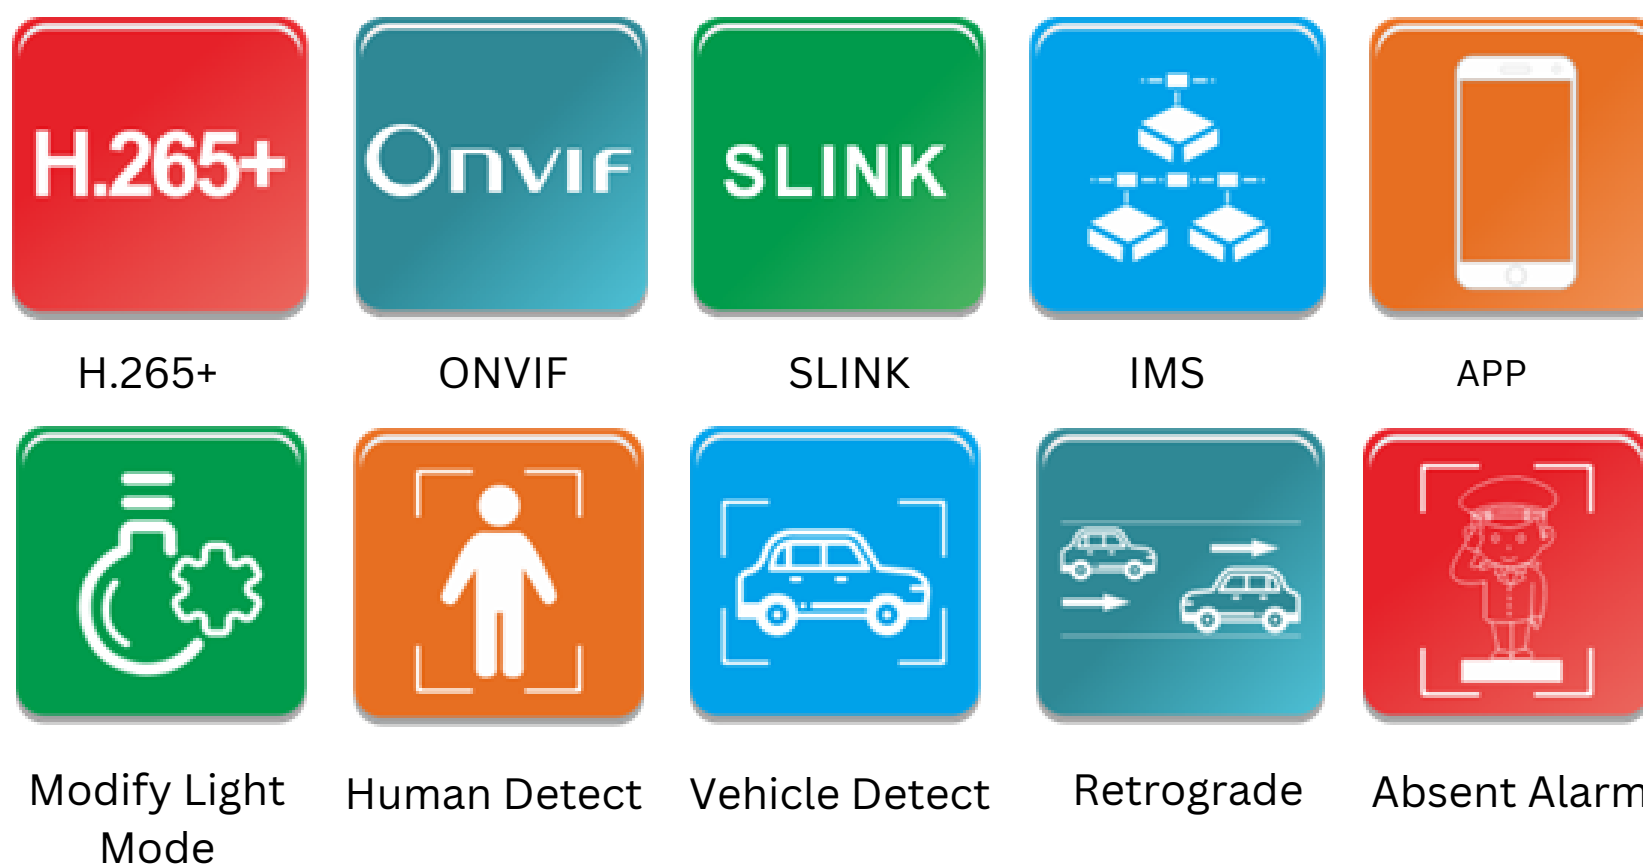 H.265+
ONVIF
SLINK
H.265+
ONVIF
SLINK
IMS
APP
Modify Light
Mode
Human Detect
Vehicle Detect
Retrograde
Absent Alarm